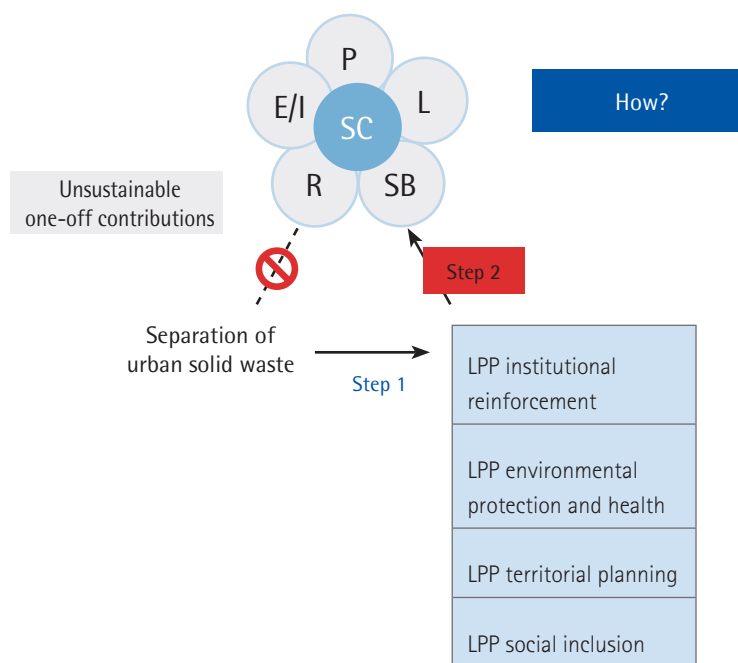 P
E/I
L
SC
R
SB
How?
Unsustainable
one-off contributions
Step 2
Separation of
urban solid waste
Step 1
LPP institutional
reinforcement
LPP environmental
protection and health
LPP territorial planning
LPP social inclusion